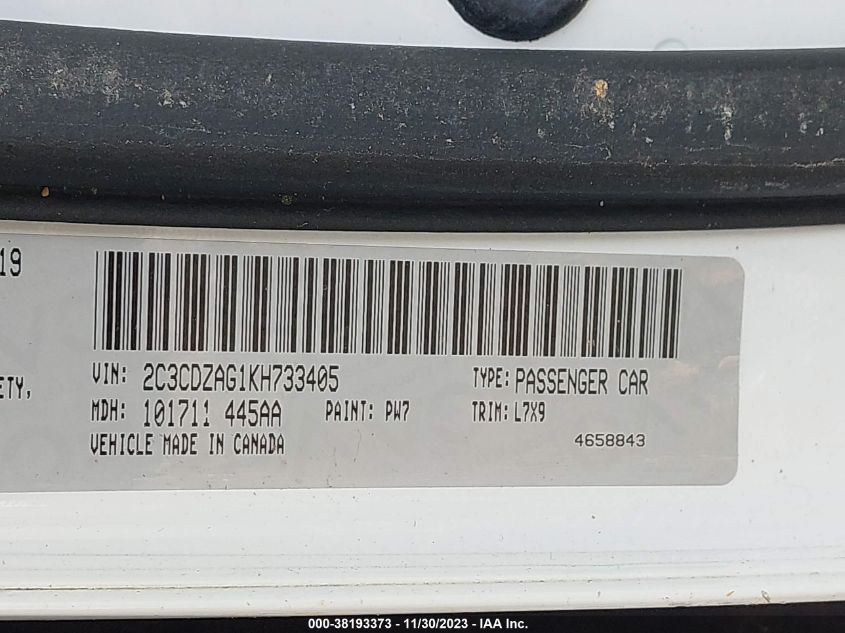 19
VIN: 2C3CDZAG1KH733405 TYPE: PASSENGER CAR
ETY,
MDH: 101711 445AA PAINT: PW7 TRIM: L7X9
VEHICLE MADE IN CANADA 4658843
000-38193373 - 11/30/2023 - IAA Inc.